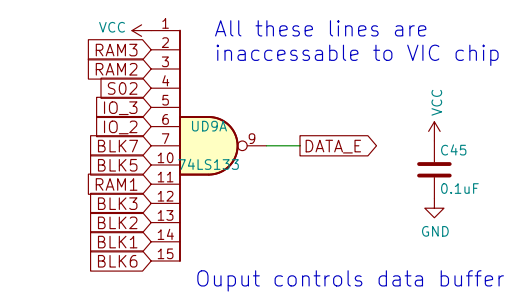 All these lines are
inaccessable to VIC chip
VCC 1
RAM3 2
RAM2 3
S02 4
IO_3 5
IO_2 6
BLK7 7
BLK5 10
RAM1 11
BLK3 12
BLK2 13
BLK1 14
BLK6 15
UD9A
74LS133
9 DATA_E
VCC
C45
0.1uF
GND
Ouput controls data buffer